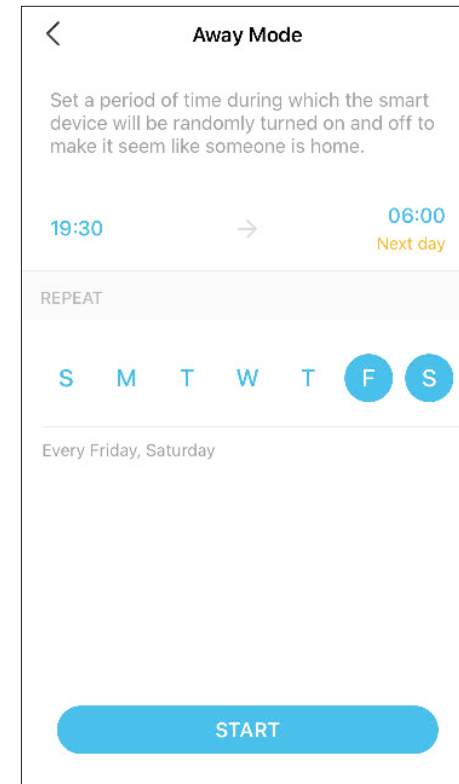 Away Mode
Set a period of time during which the smart
device will be randomly turned on and off to
make it seem like someone is home.
19:30 → 06:00
Next day
REPEAT
S M T W T F S
Every Friday, Saturday
START